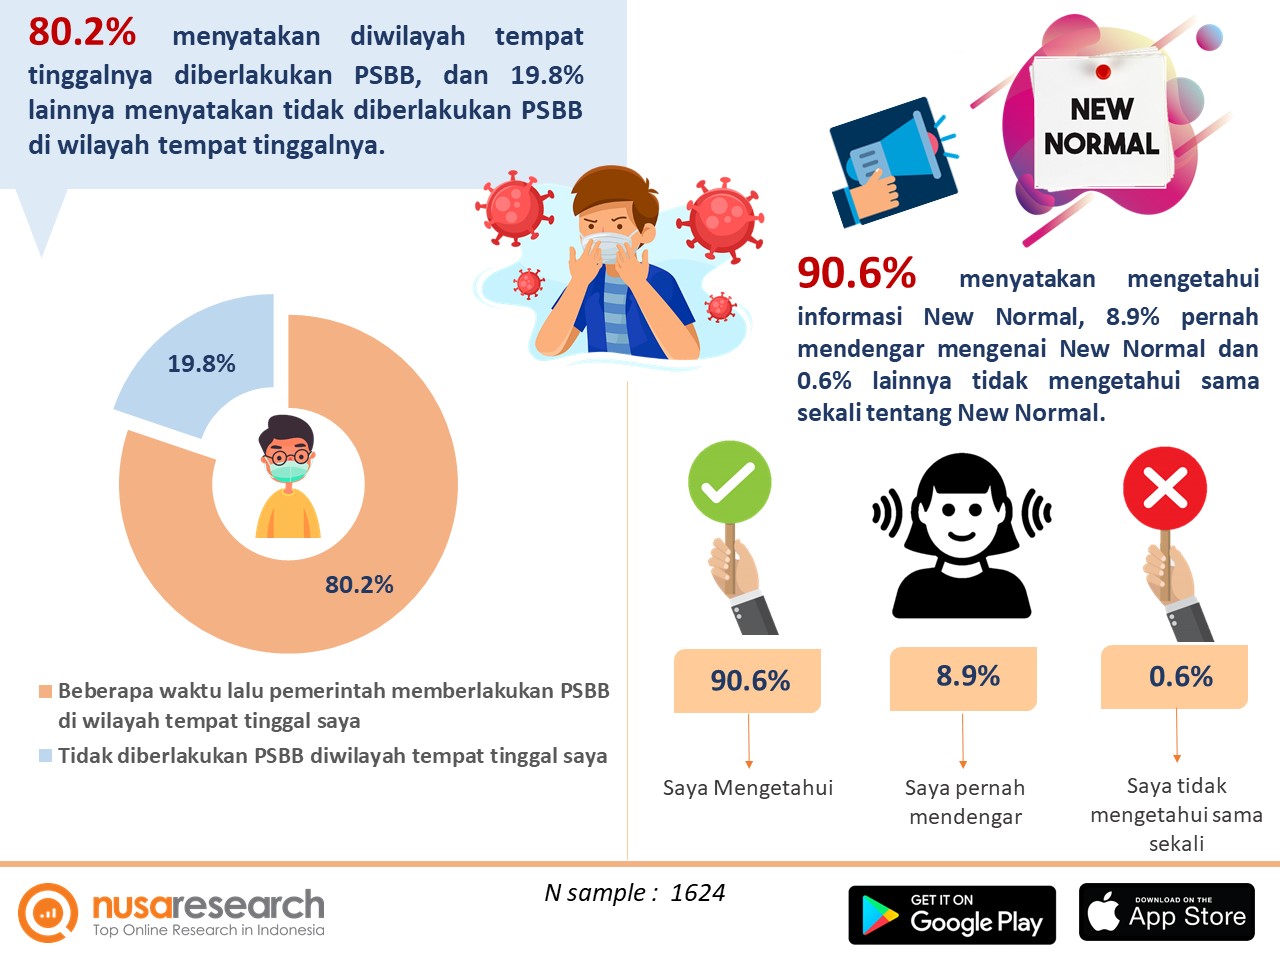 80.2% menyatakan diwilayah tempat
tinggalnya diberlakukan PSBB, dan 19.8%
lainnya menyatakan tidak diberlakukan PSBB
di wilayah tempat tinggalnya.
NEW
NORMAL
90.6% menyatakan mengetahui
informasi New Normal, 8.9% pernah
mendengar mengenai New Normal dan
0.6% lainnya tidak mengetahui sama
sekali tentang New Normal.
19.8%
80.2%
Beberapa waktu lalu pemerintah memberlakukan PSBB
di wilayah tempat tinggal saya
Tidak diberlakukan PSBB diwilayah tempat tinggal saya
90.6%
8.9%
0.6%
Saya Mengetahui
Saya pernah
mendengar
Saya tidak
mengetahui sama
sekali
nusaresearch
Top Online Research in Indonesia
N sample : 1624
GET IT ON
Google Play
DOWNLOAD ON THE
App Store